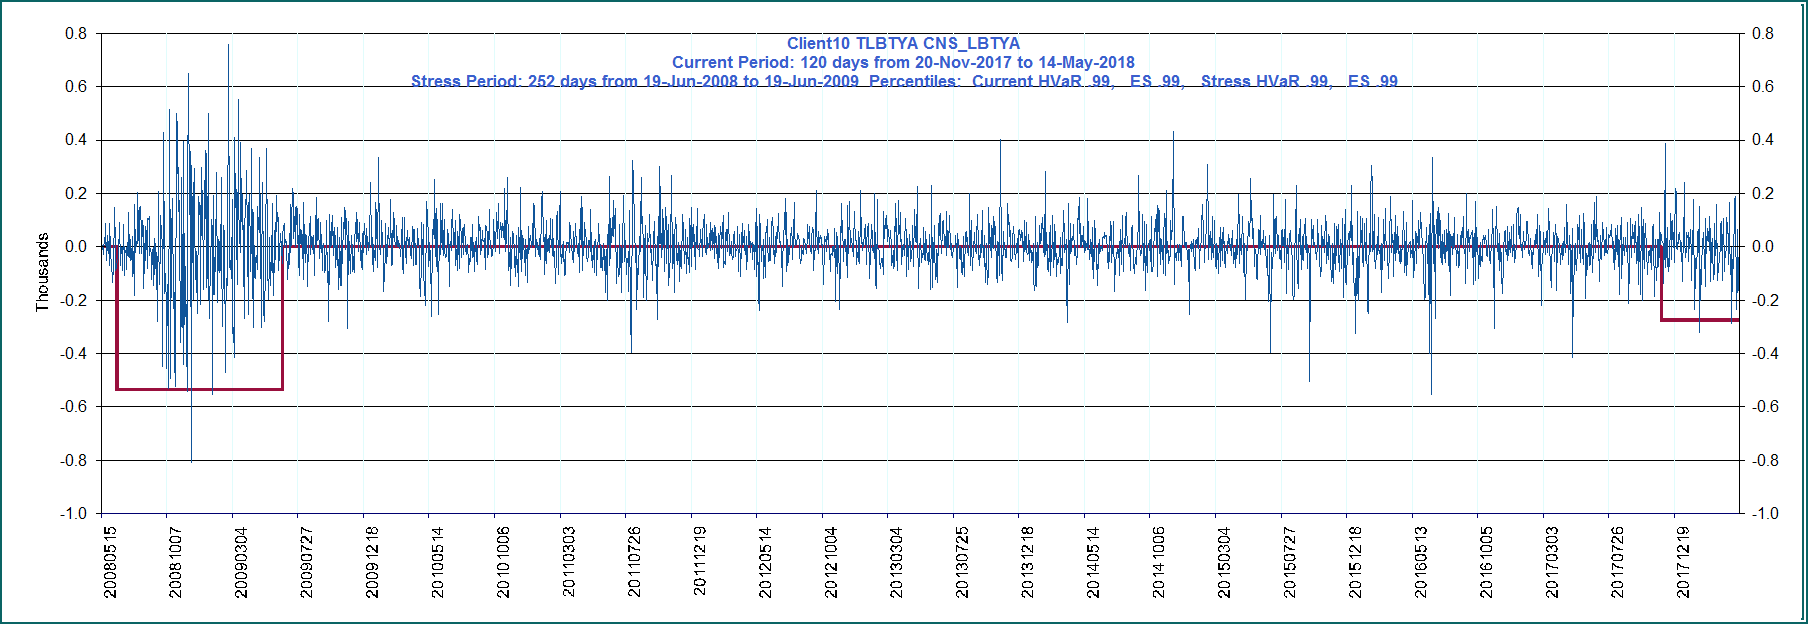 Client10 TLBTYA CNS_LBTYA
Current Period: 120 days from 20-Nov-2017 to 14-May-2018
Stress Period: 252 days from 19-Jun-2008 to 19-Jun-2009 Percentiles: Current HVaR .99, ES .99, Stress HVaR .99, ES .99
Thousands
0.8 0.8
0.6 0.6
0.4 0.4
0.2 0.2
0.0 0.0
-0.2 -0.2
-0.4 -0.4
-0.6 -0.6
-0.8 -0.8
-1.0 -1.0
20080515 20081007 20090304 20090727 20091218 20100514 20101006 20110303 20110726 20111219 20120514 20121004 20130304 20130725 20131218 20140514 20141006 20150304 20150727 20151218 20160513 20161005 20170303 20170726 20171219